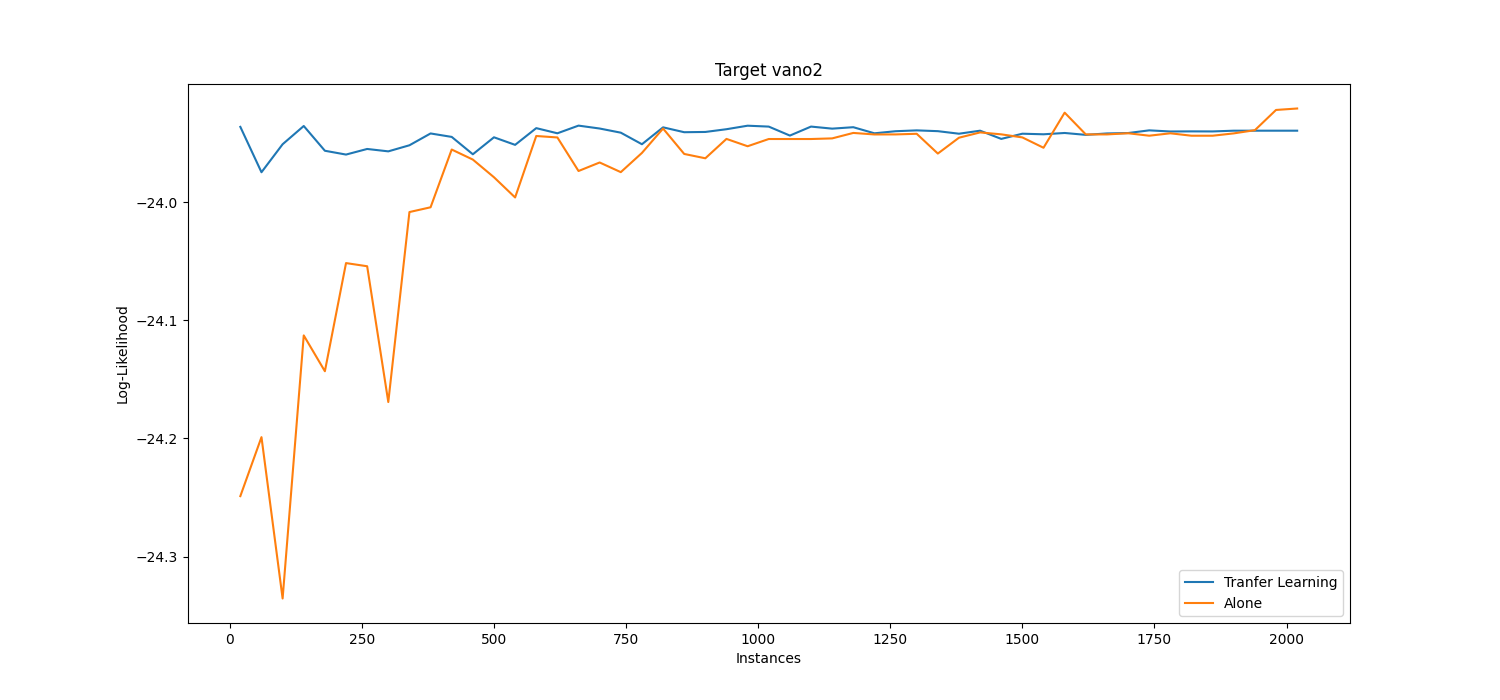 Target vano2
−24.0
−24.1
−24.2
−24.3
Log-Likelihood
0 250 500 750 1000 1250 1500 1750 2000
Instances
Tranfer Learning
Alone